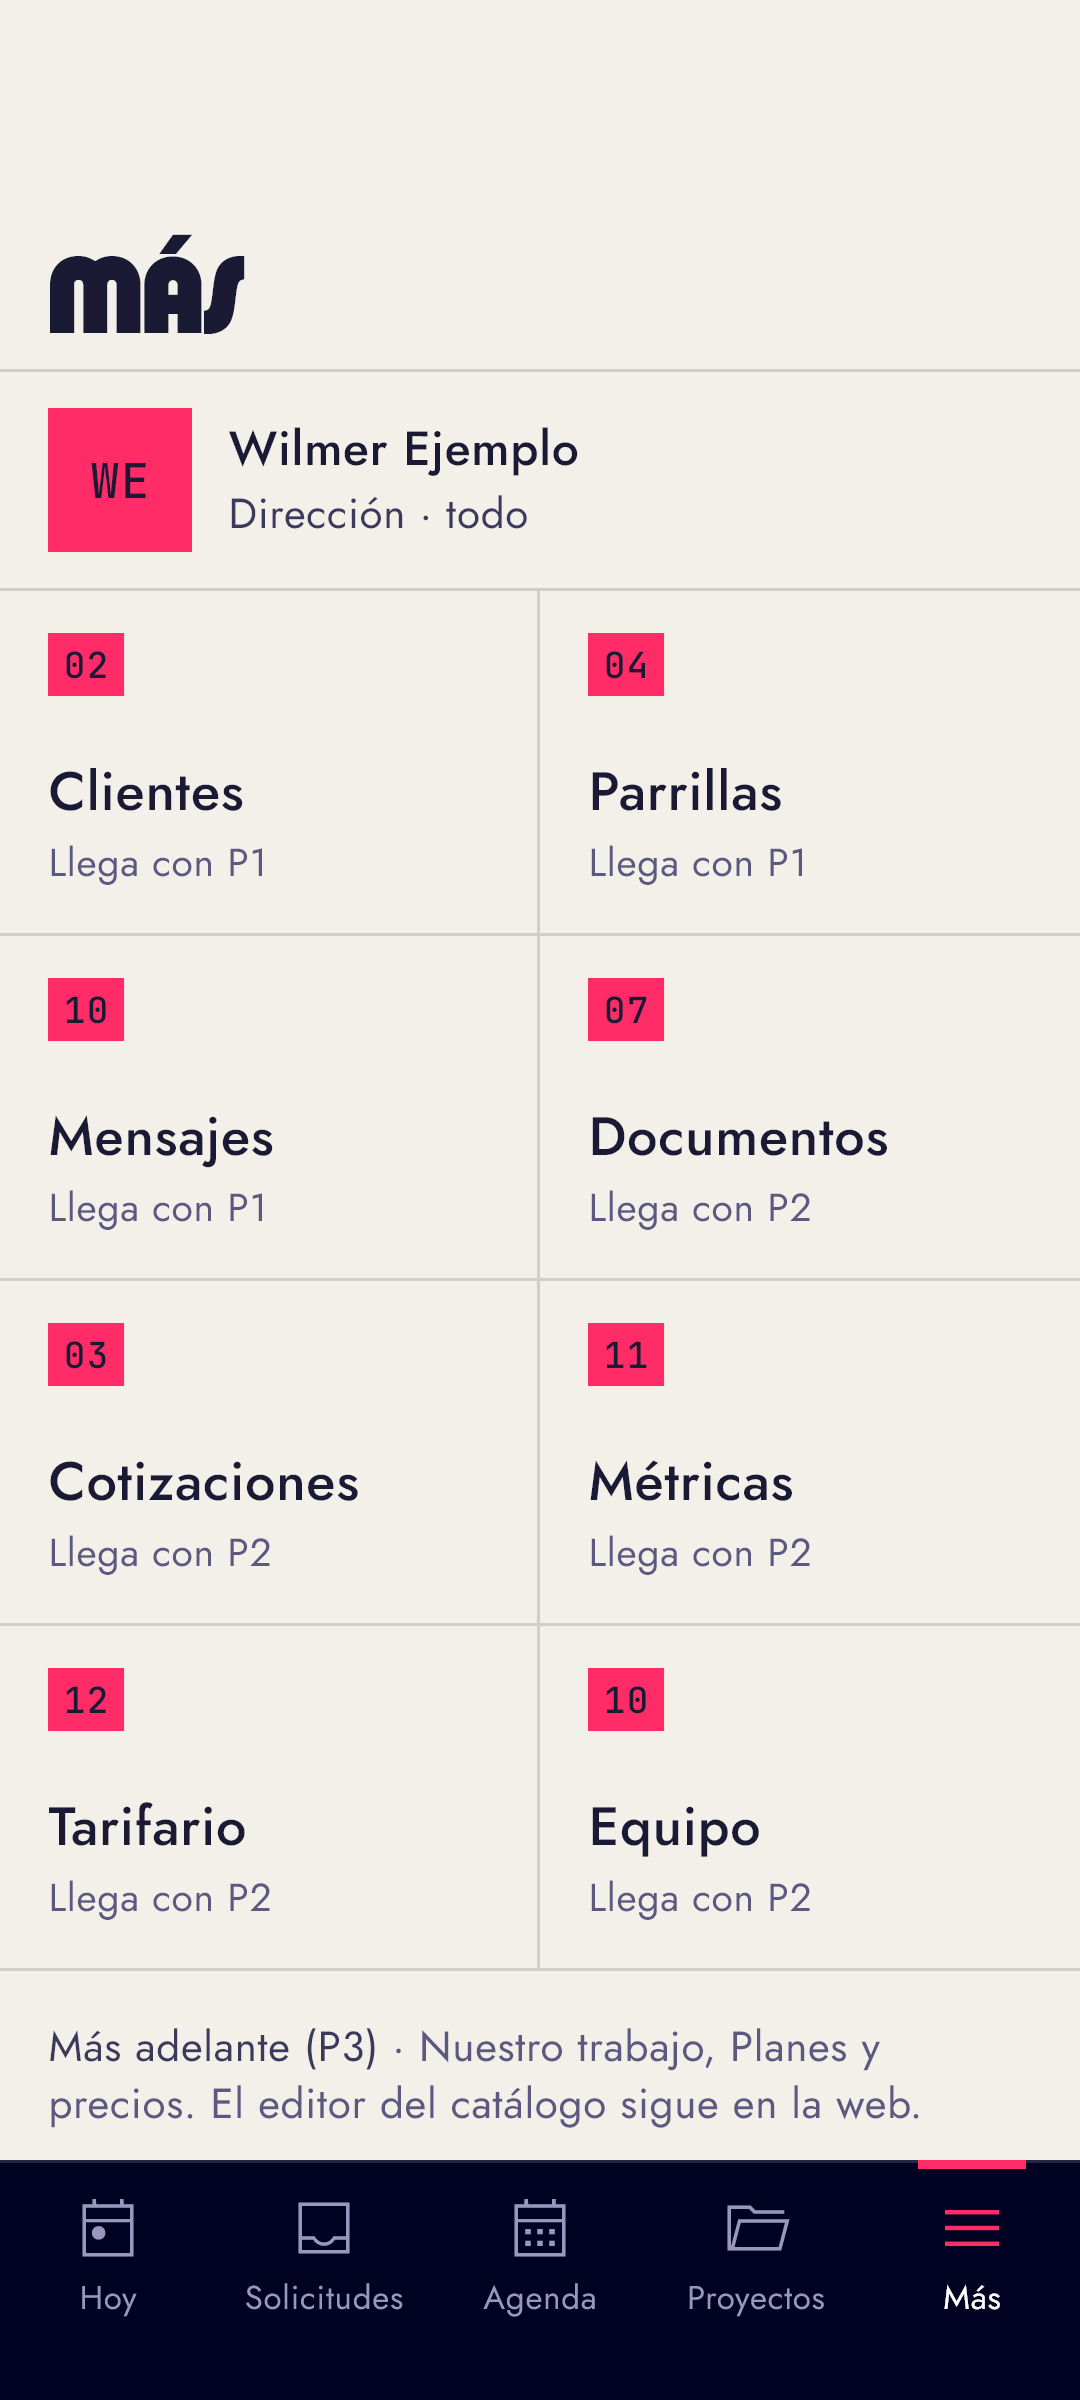 MÁS
WE
Wilmer Ejemplo
Dirección · todo
02
Clientes
Llega con P1
04
Parrillas
Llega con P1
10
Mensajes
Llega con P1
07
Documentos
Llega con P2
03
Cotizaciones
Llega con P2
11
Métricas
Llega con P2
12
Tarifario
Llega con P2
10
Equipo
Llega con P2
Más adelante (P3) · Nuestro trabajo, Planes y
precios. El editor del catálogo sigue en la web.
Hoy
Solicitudes
Agenda
Proyectos
Más